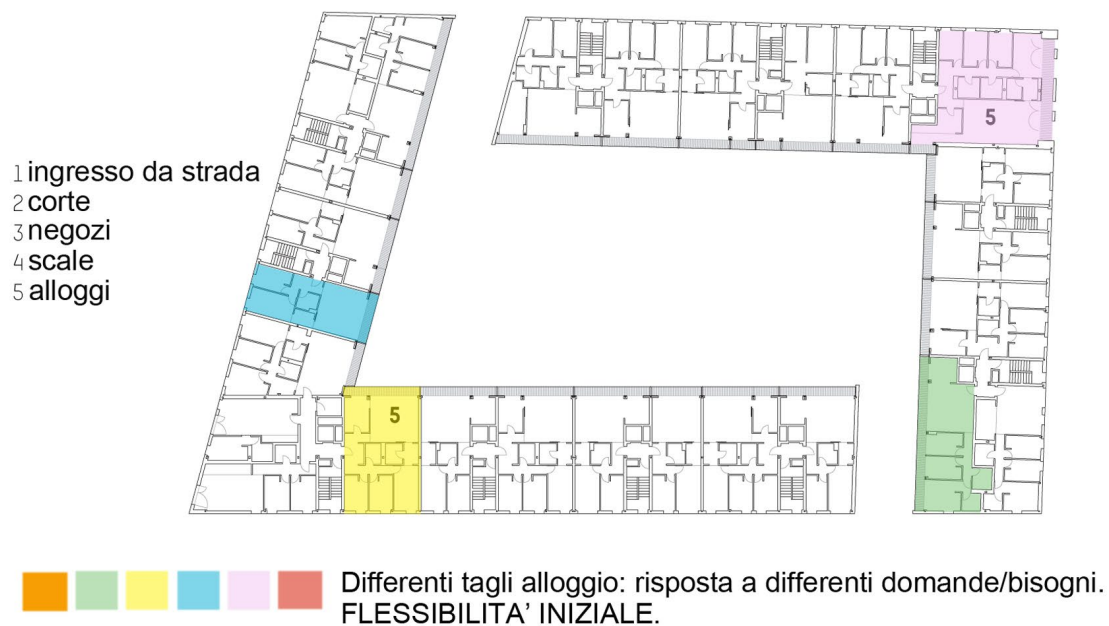 5
1 ingresso da strada
2 corte
3 negozi
4 scale
5 alloggi
5
Differenti tagli alloggio: risposta a differenti domande/bisogni.
FLESSIBILITA' INIZIALE.